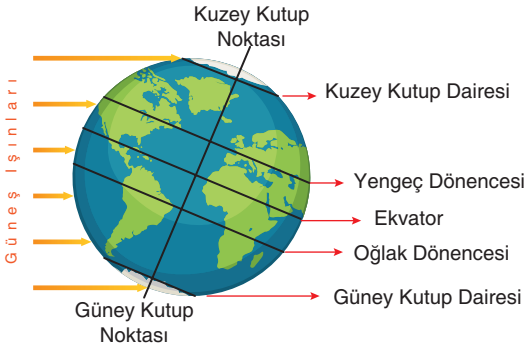 Kuzey Kutup
Noktası
Güneş Işınları
Kuzey Kutup Dairesi
Yengeç Dönencesi
Ekvator
Oğlak Dönencesi
Güney Kutup Dairesi
Güney Kutup
Noktası